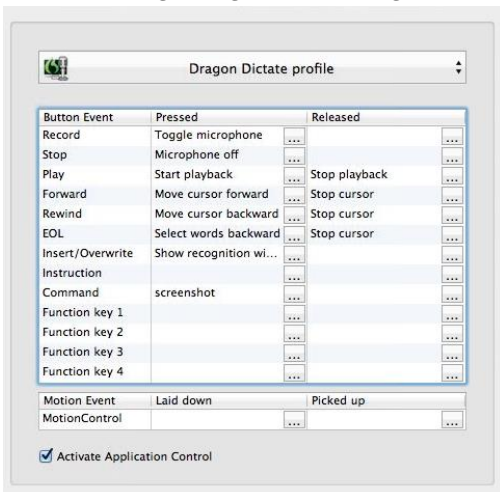 Dragon Dictate profile
Button Event Pressed Released
Record Toggle microphone ... ...
Stop Microphone off ... ...
Play Start playback ... Stop playback ...
Forward Move cursor forward ... Stop cursor ...
Rewind Move cursor backward ... Stop cursor ...
EOL Select words backward ... Stop cursor ...
Insert/Overwrite Show recognition wi... ... ...
Instruction ... ...
Command screenshot ... ...
Function key 1 ... ...
Function key 2 ... ...
Function key 3 ... ...
Function key 4 ... ...
Motion Event Laid down Picked up
MotionControl ... ...
Activate Application Control